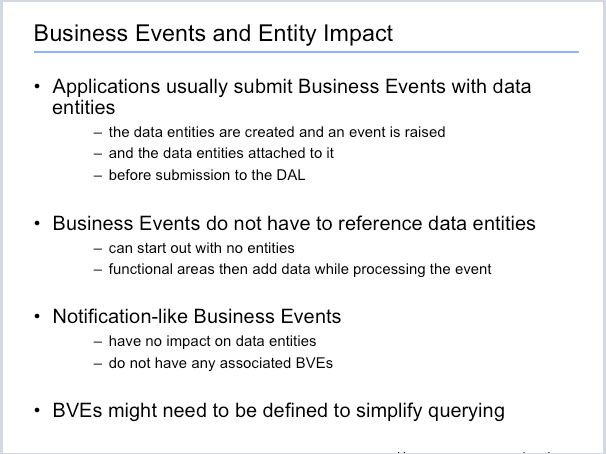 Business Events and Entity Impact
• Applications usually submit Business Events with data
entities
– the data entities are created and an event is raised
– and the data entities attached to it
– before submission to the DAL
• Business Events do not have to reference data entities
– can start out with no entities
– functional areas then add data while processing the event
• Notification-like Business Events
– have no impact on data entities
– do not have any associated BVEs
• BVEs might need to be defined to simplify querying